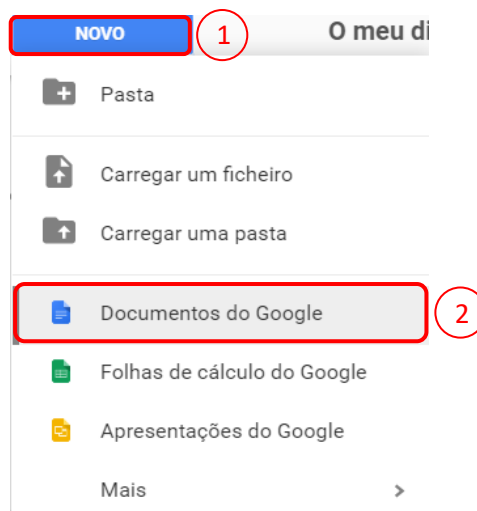 NOVO 1 O meu di
Pasta
Carregar um ficheiro
Carregar uma pasta
Documentos do Google 2
Folhas de cálculo do Google
Apresentações do Google
Mais >